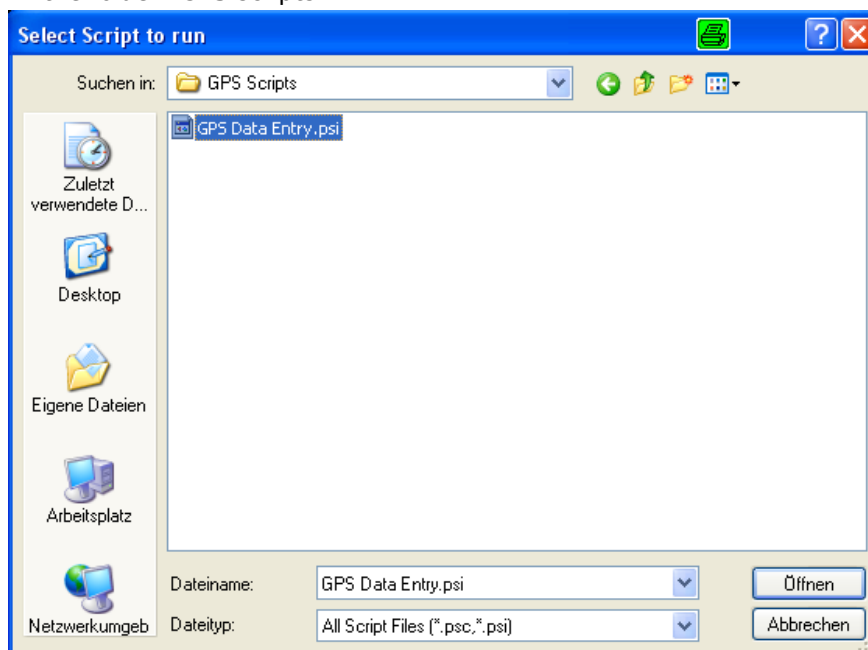 Select Script to run
Suchen in:
GPS Scripts
GPS Data Entry.psi
Zuletzt
verwendete D...
Desktop
Eigene Dateien
Arbeitsplatz
Netzwerkumgeb
Dateiname:
GPS Data Entry.psi
Öffnen
Dateityp:
All Script Files (*.psc,*.psi)
Abbrechen